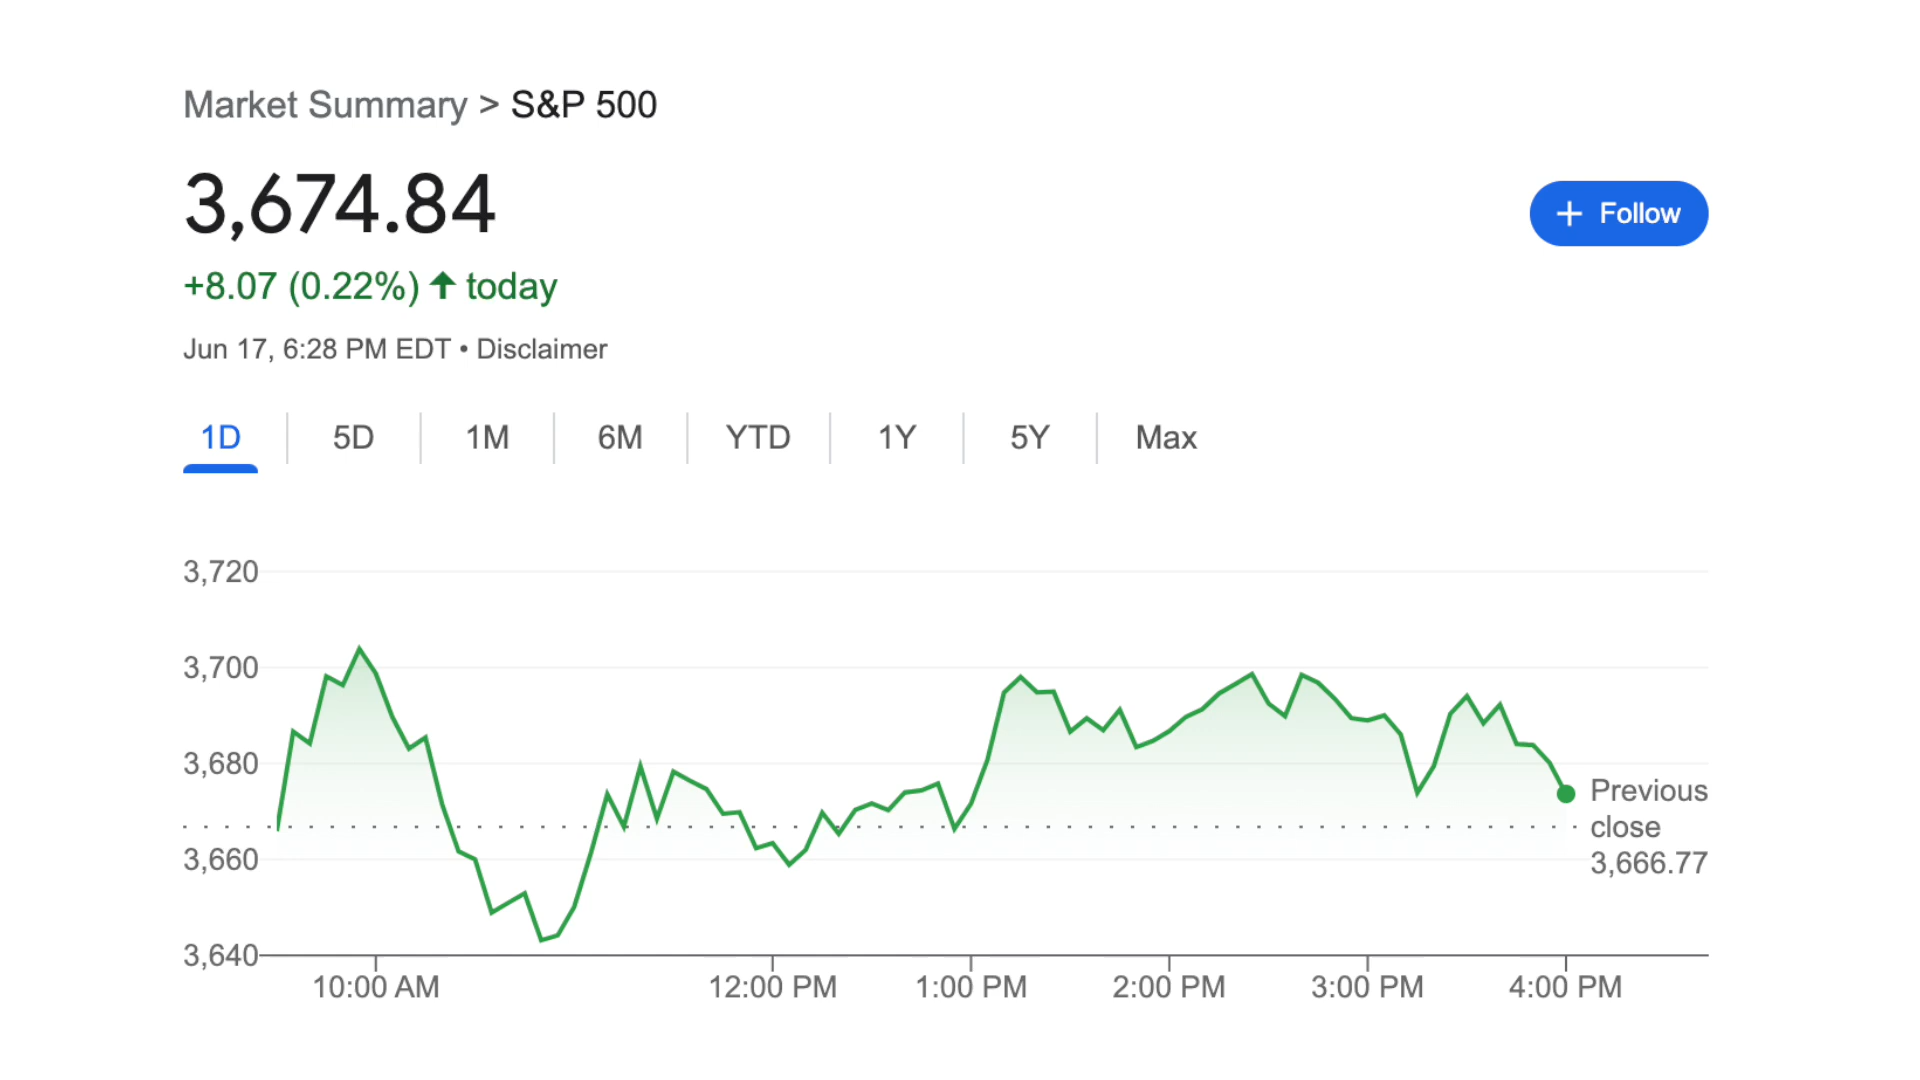 Market Summary > S&P 500
3,674.84
+ Follow
+8.07 (0.22%) ↑ today
Jun 17, 6:28 PM EDT • Disclaimer
1D 5D 1M 6M YTD 1Y 5Y Max
3,720
3,700
3,680
3,660
3,640
Previous
close
3,666.77
10:00 AM 12:00 PM 1:00 PM 2:00 PM 3:00 PM 4:00 PM